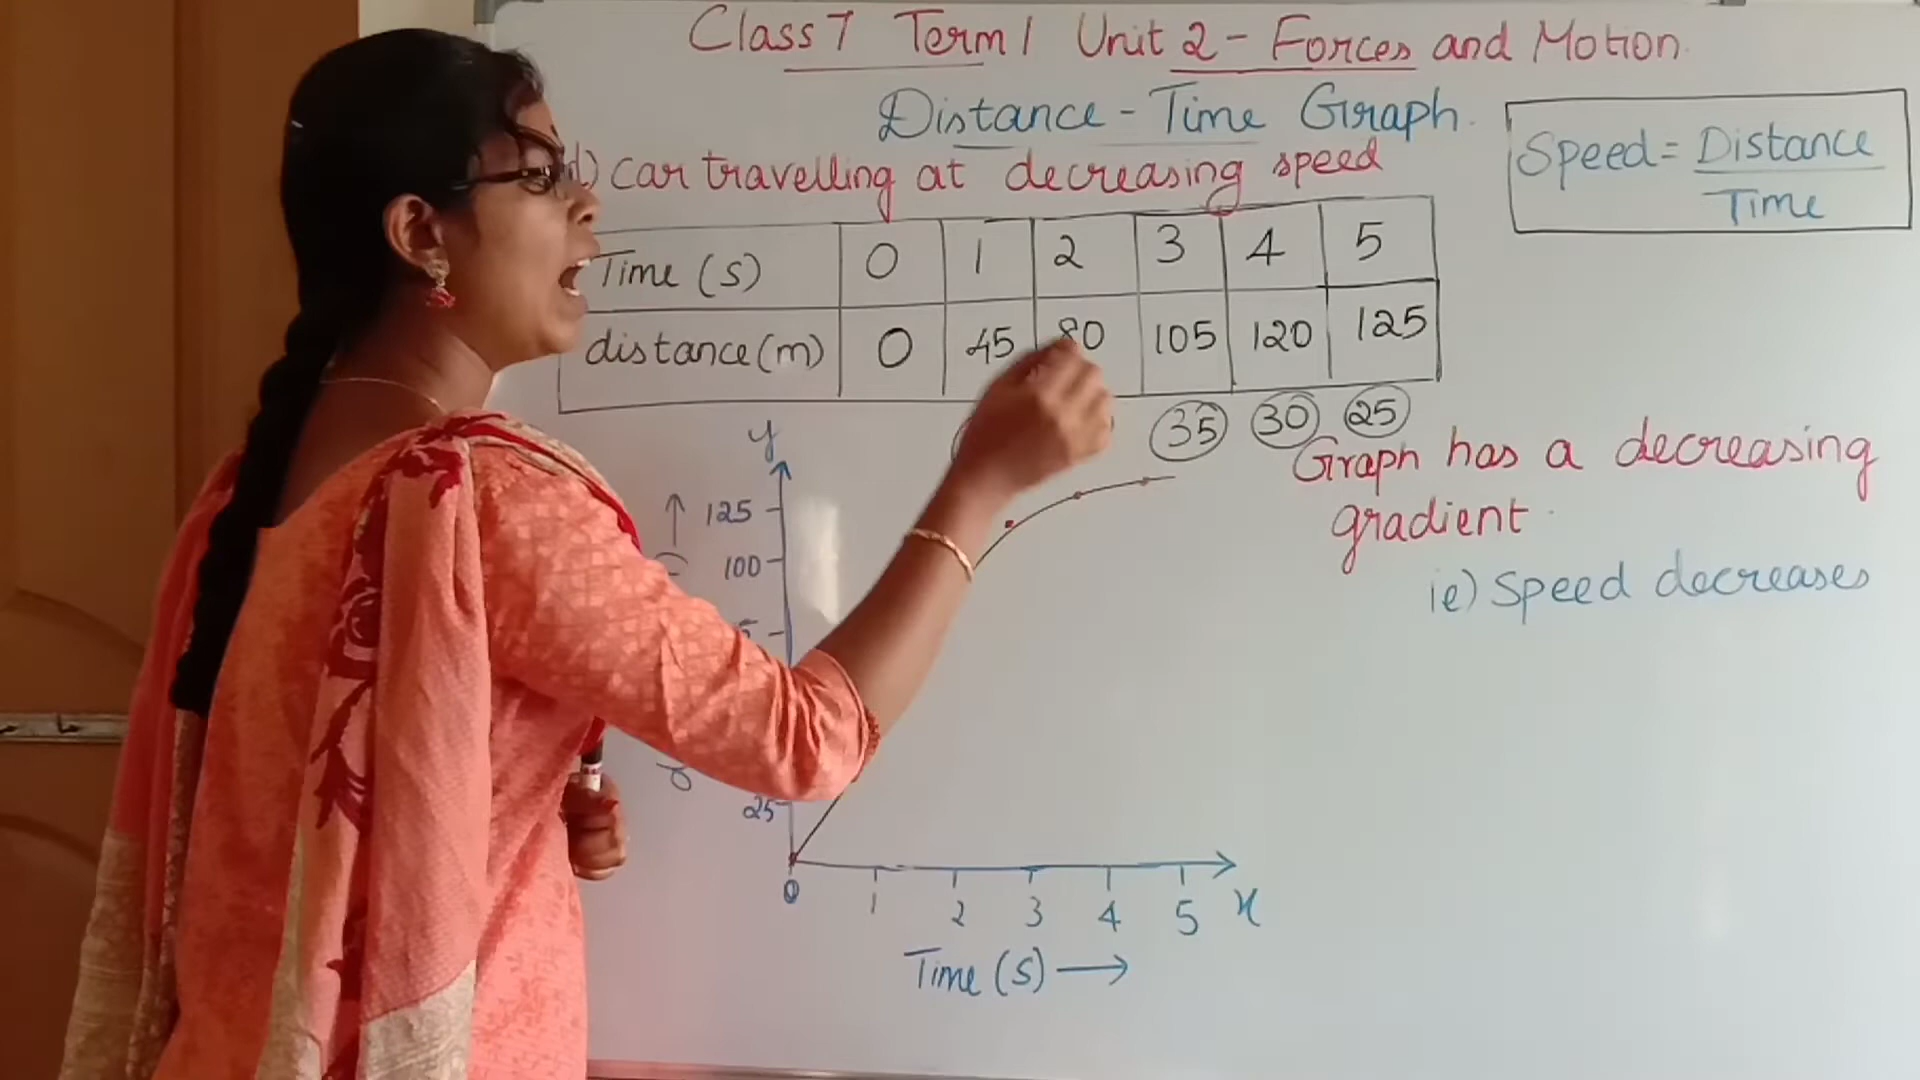 Class 7 Term 1 Unit 2 - Forces and Motion
Distance - Time Graph.
d) car travelling at decreasing speed
Speed = Distance
Time
Time (s) 0 1 2 3 4 5
distance (m) 0 45 80 105 120 125
35 30 25
Graph has a decreasing
gradient.
ie) Speed decreases
y
125
100
25
0 1 2 3 4 5 x
Time (s)